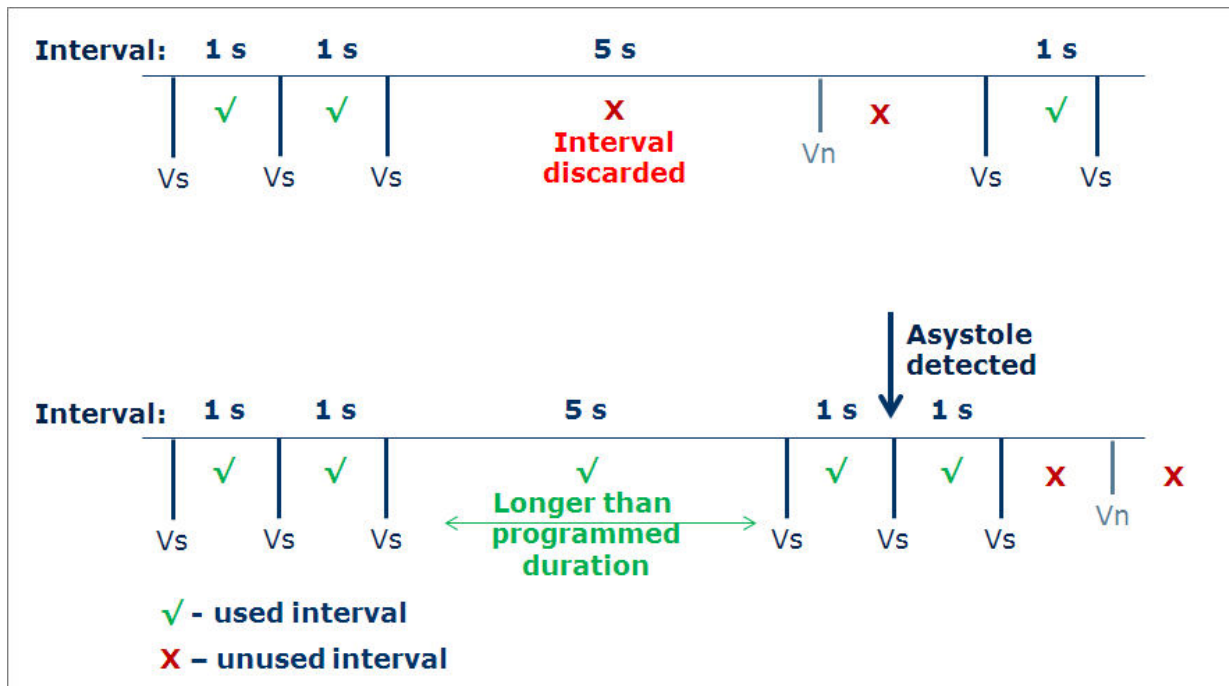 Interval: 1 s 1 s 5 s 1 s
√ √ X X √
Interval
discarded
Vn
Vs Vs Vs Vs Vs
Asystole
detected
Interval: 1 s 1 s 5 s 1 s 1 s
√ √ √ √ √ X X
Longer than
programmed
duration
Vn
Vs Vs Vs Vs Vs Vs
√ - used interval
X – unused interval